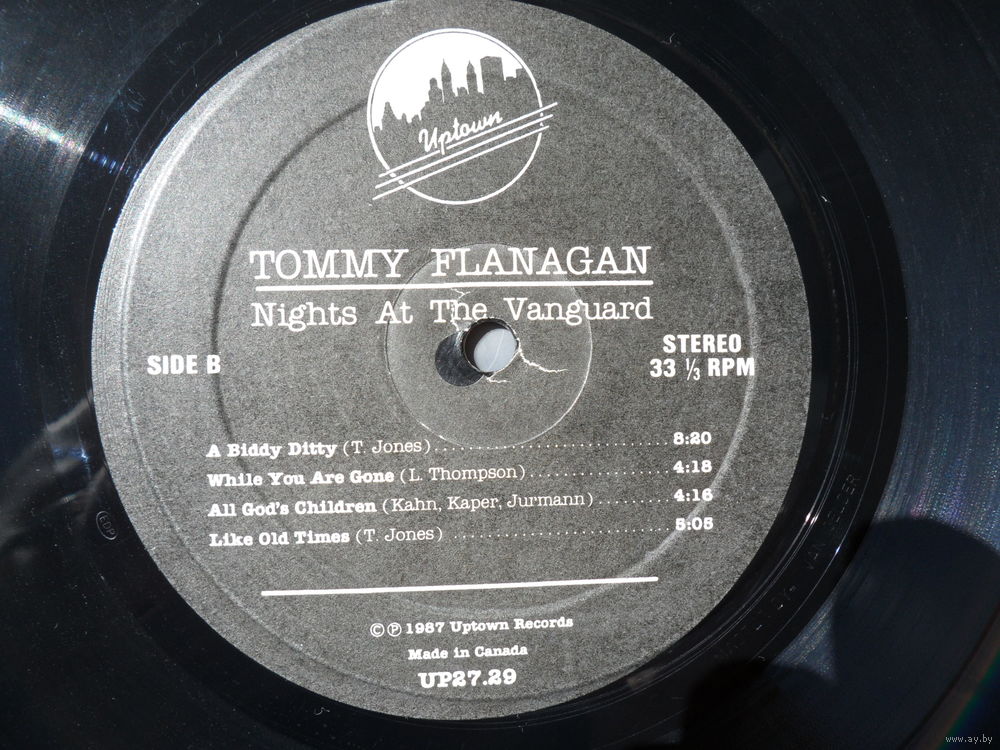 Uptown
TOMMY FLANAGAN
Nights At The Vanguard
SIDE B
STEREO
33 ⅓ RPM
A Biddy Ditty (T. Jones) 8:20
While You Are Gone (L. Thompson) 4:18
All God's Children (Kahn, Kaper, Jurmann) 4:16
Like Old Times (T. Jones) 5:05
© ℗ 1987 Uptown Records
Made in Canada
UP27.29
EDP
www.ay.by